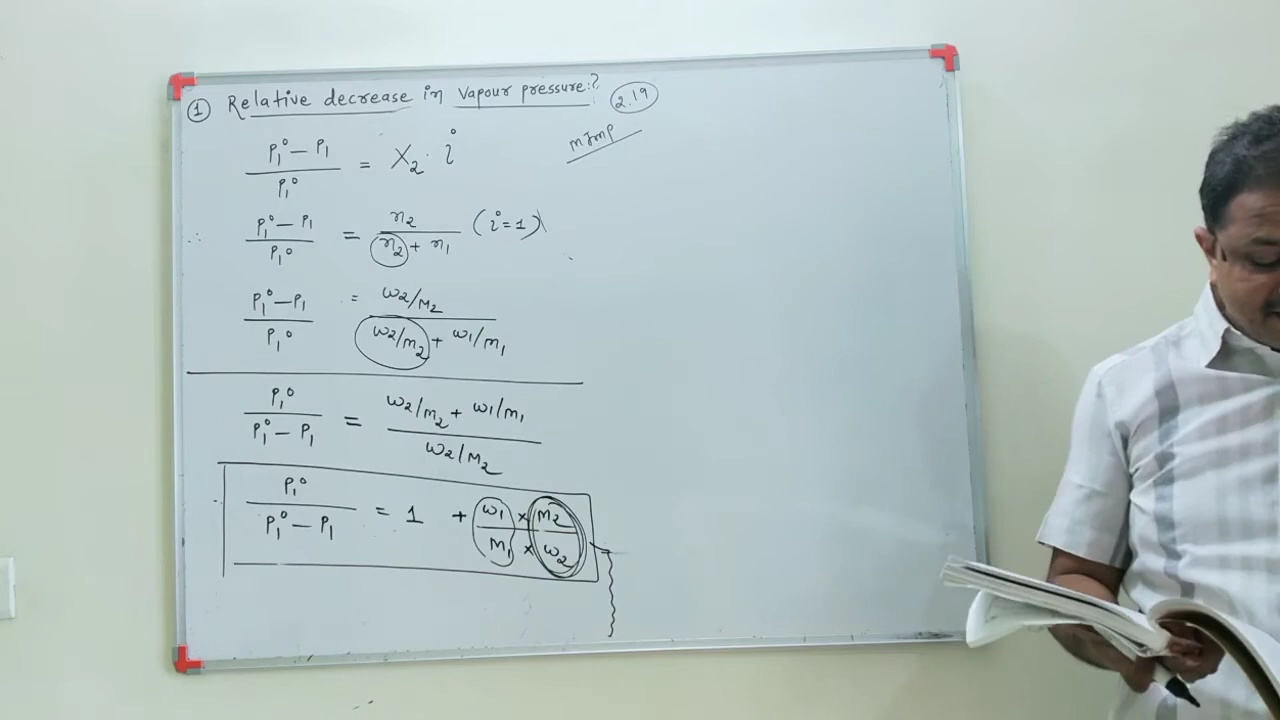 ① Relative decrease in vapour pressure:? 2.19
mImp
P₁° – P₁ / P₁° = X₂ · i
∴ P₁° – P₁ / P₁° = n₂ / n₂ + n₁ (i=1)
P₁° – P₁ / P₁° = w₂/M₂ / w₂/M₂ + w₁/M₁
P₁° / P₁° – P₁ = w₂/M₂ + w₁/M₁ / w₂/M₂
P₁° / P₁° – P₁ = 1 + w₁ × M₂ / M₁ × w₂